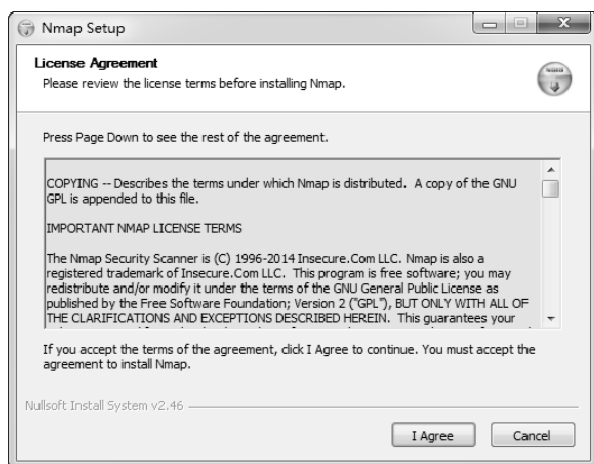 Nmap Setup
License Agreement
Please review the license terms before installing Nmap.
Press Page Down to see the rest of the agreement.
COPYING -- Describes the terms under which Nmap is distributed. A copy of the GNU
GPL is appended to this file.
IMPORTANT NMAP LICENSE TERMS
The Nmap Security Scanner is (C) 1996-2014 Insecure.Com LLC. Nmap is also a
registered trademark of Insecure.Com LLC. This program is free software; you may
redistribute and/or modify it under the terms of the GNU General Public License as
published by the Free Software Foundation; Version 2 ("GPL"), BUT ONLY WITH ALL OF
THE CLARIFICATIONS AND EXCEPTIONS DESCRIBED HEREIN. This guarantees your
If you accept the terms of the agreement, click I Agree to continue. You must accept the
agreement to install Nmap.
Nullsoft Install System v2.46
I Agree
Cancel